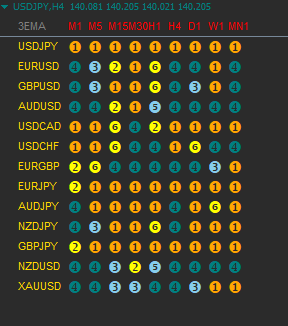 USDJPY,H4 140.081 140.205 140.021 140.205
3EMA M1 M5 M15 M30 H1 H4 D1 W1 MN1
USDJPY 1 1 1 1 1 1 1 1 1
EURUSD 4 3 2 1 6 4 4 1 4
GBPUSD 4 3 1 1 6 4 3 1 4
AUDUSD 4 4 2 1 5 4 4 4 4
USDCAD 1 1 6 4 2 1 1 1 1
USDCHF 1 1 6 4 4 1 6 4 4
EURGBP 2 6 4 4 4 4 4 3 1
EURJPY 2 1 1 1 1 1 1 1 1
AUDJPY 4 1 1 1 1 4 1 6 1
NZDJPY 4 3 1 1 6 4 1 1 1
GBPJPY 2 1 1 1 1 1 1 1 1
NZDUSD 4 4 3 2 5 4 4 4 4
XAUUSD 4 4 3 3 4 4 3 1 1